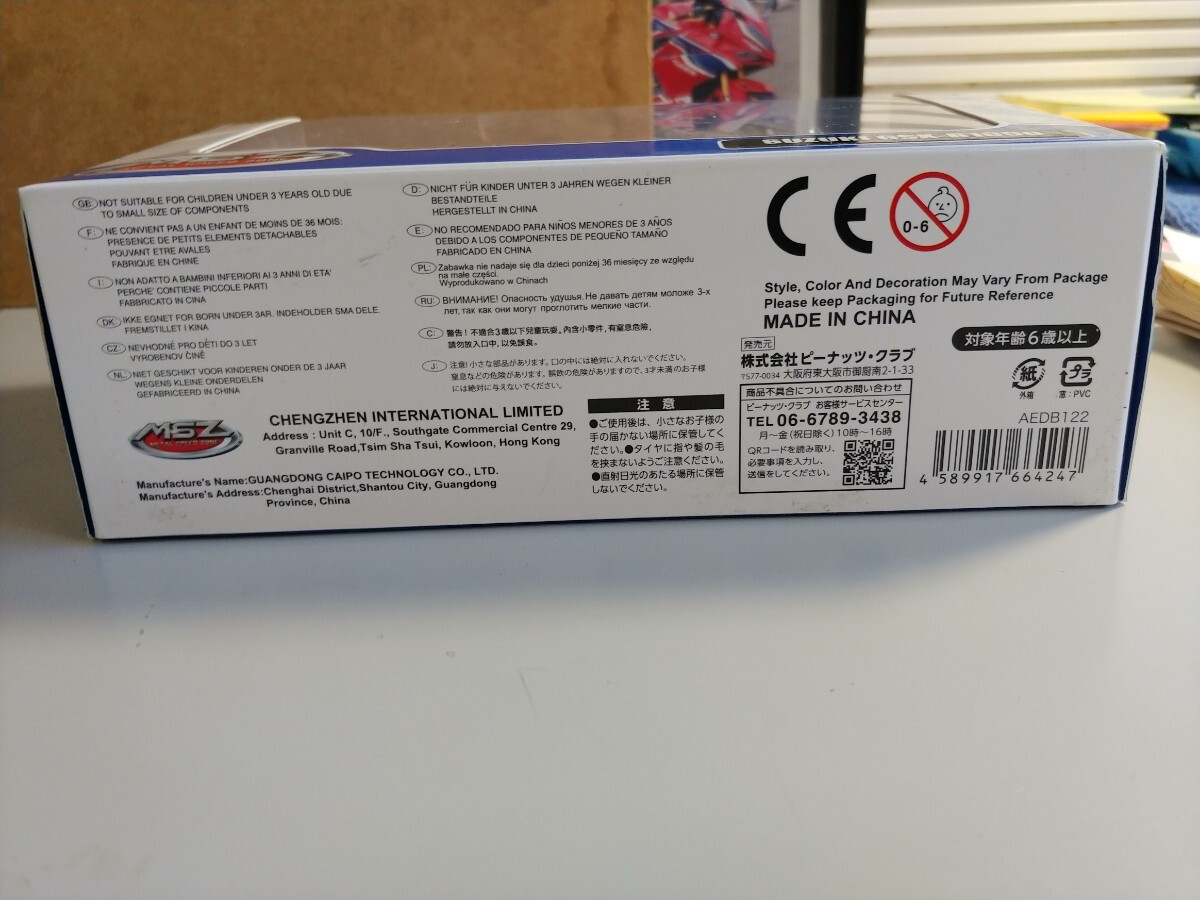 GB: NOT SUITABLE FOR CHILDREN UNDER 3 YEARS OLD DUE
TO SMALL SIZE OF COMPONENTS
F: NE CONVIENT PAS A UN ENFANT DE MOINS DE 36 MOIS:
PRESENCE DE PETITS ELEMENTS DETACHABLES
POUVANT ETRE AVALES
FABRIQUE EN CHINE
I: NON ADATTO A BAMBINI INFERIORI AI 3 ANNI DI ETA'
PERCHE' CONTIENE PICCOLE PARTI
FABBRICATO IN CINA
DK: IKKE EGNET FOR BORN UNDER 3AR. INDEHOLDER SMA DELE.
FREMSTILLET I KINA
CZ: NEVHODNÉ PRO DĚTI DO 3 LET
VYROBENOV ČÍNĚ
NL: NIET GESCHIKT VOOR KINDEREN ONDER DE 3 JAAR
WEGENS KLEINE ONDERDELEN
GEFABRICEERD IN CHINA
D: NICHT FÜR KINDER UNTER 3 JAHREN WEGEN KLEINER
BESTANDTEILE
HERGESTELLT IN CHINA
E: NO RECOMENDADO PARA NIÑOS MENORES DE 3 AÑOS
DEBIDO A LOS COMPONENTES DE PEQUEÑO TAMAÑO
FABRICADO EN CHINA
PL: Zabawka nie nadaje się dla dzieci poniżej 36 miesięcy ze względu
na małe części.
Wyprodukowano w Chinach
RU: ВНИМАНИЕ! Опасность удушья. Не давать детям моложе 3-х
лет, так как они могут проглотить мелкие части.
C: 警告!不適合3歲以下兒童玩耍,內含小零件,有窒息危險,
請勿放入口中,以免誤食。
J: 注意!小さな部品があります。口の中には絶対に入れないでください。
窒息などの危険があります。誤飲の危険がありますので、3才未満のお子様
には絶対に与えないでください。
MSZ
METAL SPEED ZONE
CHENGZHEN INTERNATIONAL LIMITED
Address : Unit C, 10/F., Southgate Commercial Centre 29,
Granville Road,Tsim Sha Tsui, Kowloon, Hong Kong
Manufacture's Name:GUANGDONG CAIPO TECHNOLOGY CO., LTD.
Manufacture's Address:Chenghai District,Shantou City, Guangdong
Province, China
注意
●ご使用後は、小さなお子様の
手の届かない場所に保管してく
ださい。●タイヤに指や髪の毛
を挟まないようご注意ください。
●直射日光のあたる場所に保管
しないでください。
CE
0-6
Style, Color And Decoration May Vary From Package
Please keep Packaging for Future Reference
MADE IN CHINA
発売元
株式会社ピーナッツ・クラブ
〒577-0034 大阪府東大阪市御厨南2-1-33
商品不具合についてのお問い合わせ
ピーナッツ・クラブ お客様サービスセンター
TEL 06-6789-3438
月~金(祝日除く)10時~16時
QRコードを読み取り、
必要事項を入力し、
送信をしてください。
対象年齢6歳以上
紙
外箱
プラ
窓:PVC
AEDB122
4 589917 664247